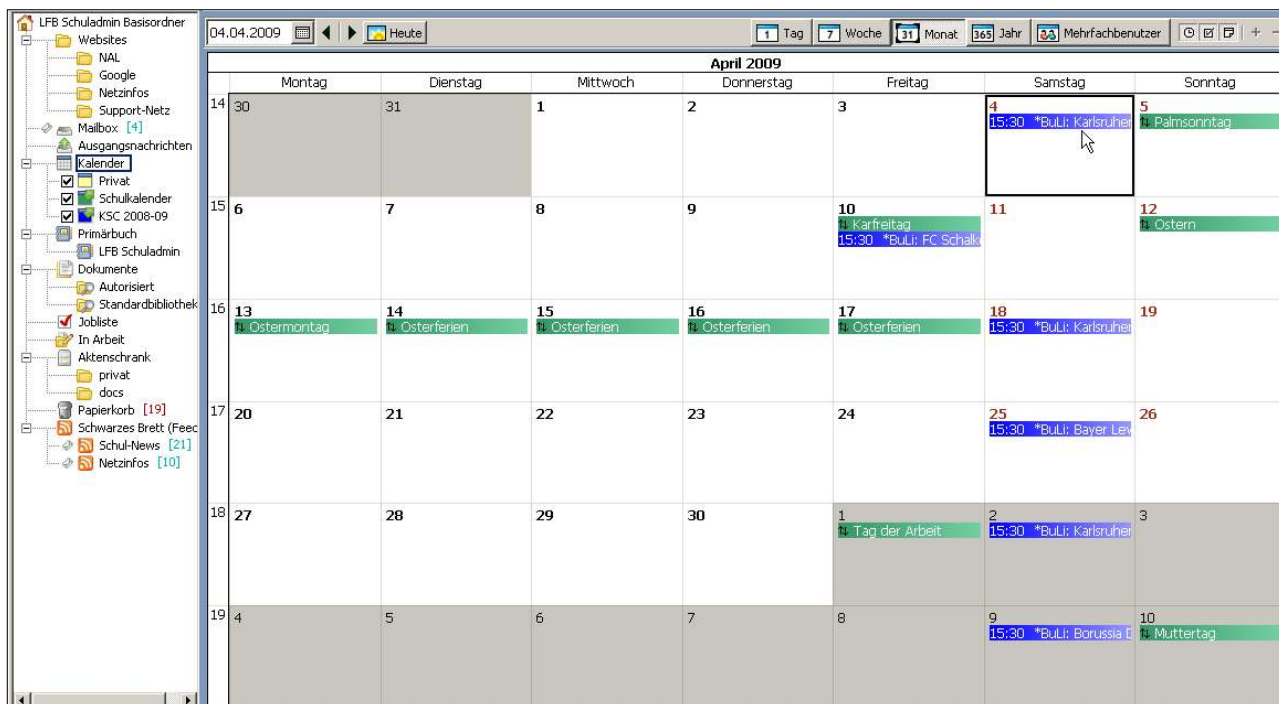 LFB Schuladmin Basisordner
Websites
NAL
Google
Netzinfos
Support-Netz
Mailbox [4]
Ausgangsnachrichten
Kalender
Privat
Schulkalender
KSC 2008-09
Primärbuch
LFB Schuladmin
Dokumente
Autorisiert
Standardbibliothek
Jobliste
In Arbeit
Aktenschrank
privat
docs
Papierkorb [19]
Schwarzes Brett (Feed
Schul-News [21]
Netzinfos [10]
04.04.2009 Heute 1 Tag 7 Woche 31 Monat 365 Jahr 23 Mehrfachbenutzer + -
April 2009
Montag Dienstag Mittwoch Donnerstag Freitag Samstag Sonntag
14 30 31 1 2 3 4 5
15:30 *BuLi: Karlsruher Palmsonntag
15 6 7 8 9 10 11 12
Karfreitag Ostern
15:30 *BuLi: FC Schalke
16 13 14 15 16 17 18 19
Ostermontag Osterferien Osterferien Osterferien Osterferien 15:30 *BuLi: Karlsruher
17 20 21 22 23 24 25 26
15:30 *BuLi: Bayer Lev
18 27 28 29 30 1 2 3
Tag der Arbeit 15:30 *BuLi: Karlsruher
19 4 5 6 7 8 9 10
15:30 *BuLi: Borussia D Muttertag